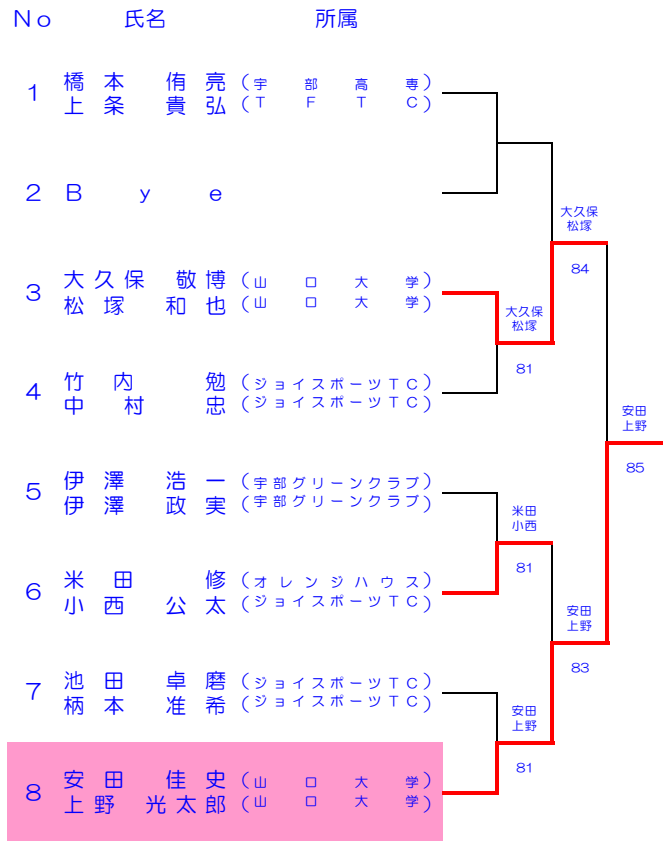 No 氏名 所属
1 橋本 侑亮 (宇部高専)
上条 貴弘 (TFTC)
2 Bye
大久保
松塚
84
3 大久保 敬博 (山口大学)
松塚 和也 (山口大学)
大久保
松塚
81
4 竹内 勉 (ジョイスポーツTC)
中村 忠 (ジョイスポーツTC)
安田
上野
85
5 伊澤 浩一 (宇部グリーンクラブ)
伊澤 政実 (宇部グリーンクラブ)
米田
小西
81
6 米田 修 (オレンジハウス)
小西 公太 (ジョイスポーツTC)
安田
上野
83
7 池田 卓磨 (ジョイスポーツTC)
柄本 准希 (ジョイスポーツTC)
安田
上野
81
8 安田 佳史 (山口大学)
上野 光太郎 (山口大学)